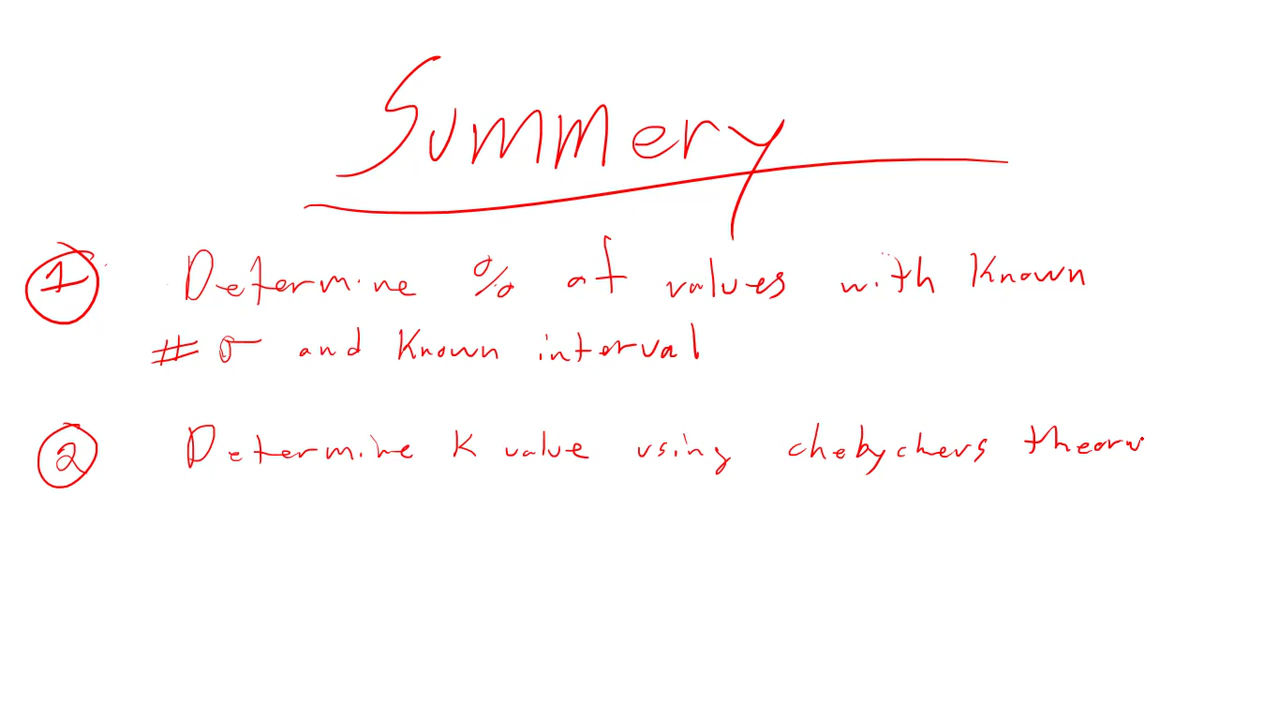 Summery
1 Determine % of values with Known
# σ and Known interval
2 Determine K value using chebychevs theorm